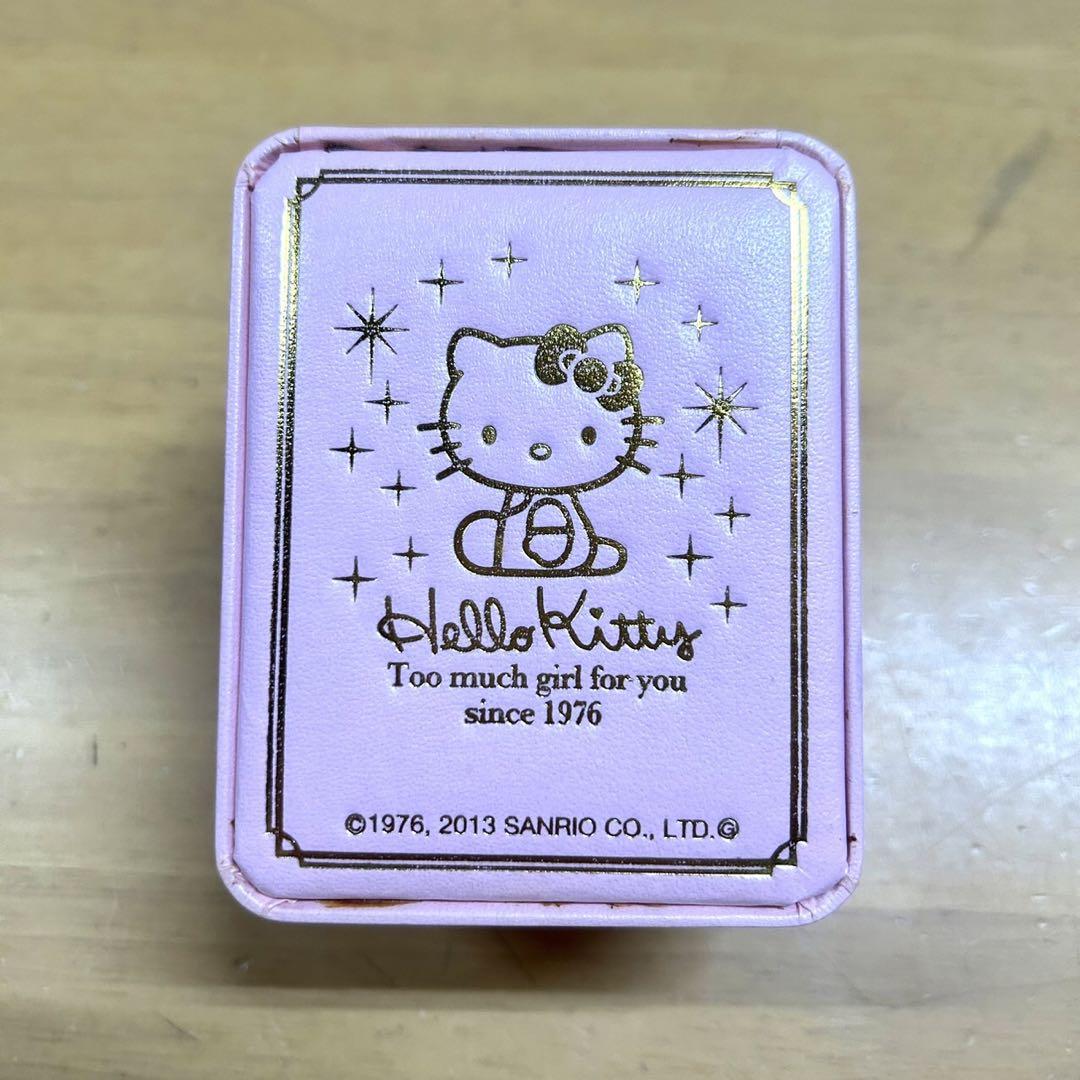 Hello Kitty
Too much girl for you
since 1976
©1976, 2013 SANRIO CO., LTD.Ⓖ